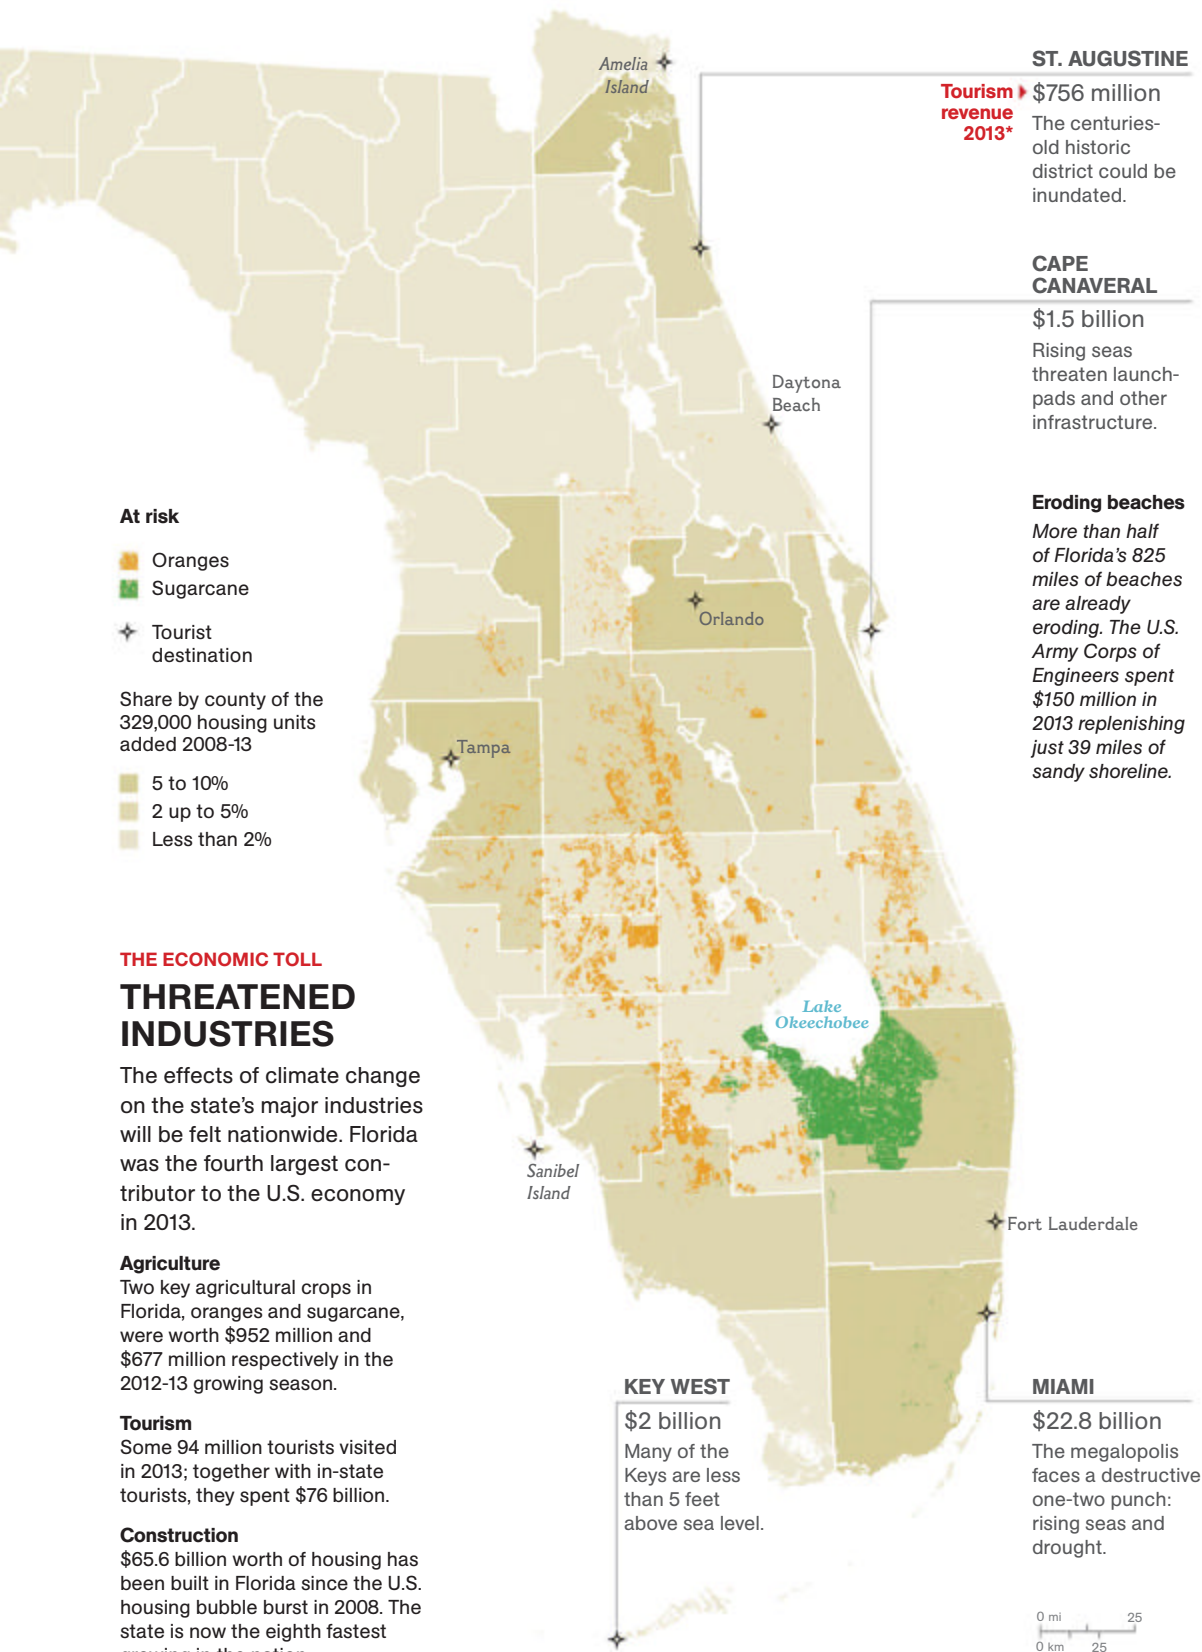 Amelia
Island
ST. AUGUSTINE
Tourism
revenue
2013*
$756 million
The centuries-
old historic
district could be
inundated.
CAPE
CANAVERAL
$1.5 billion
Rising seas
threaten launch-
pads and other
infrastructure.
Daytona
Beach
Eroding beaches
More than half
of Florida's 825
miles of beaches
are already
eroding. The U.S.
Army Corps of
Engineers spent
$150 million in
2013 replenishing
just 39 miles of
sandy shoreline.
At risk
Oranges
Sugarcane
Tourist
destination
Share by county of the
329,000 housing units
added 2008-13
5 to 10%
2 up to 5%
Less than 2%
Orlando
Tampa
THE ECONOMIC TOLL
THREATENED
INDUSTRIES
The effects of climate change
on the state's major industries
will be felt nationwide. Florida
was the fourth largest con-
tributor to the U.S. economy
in 2013.
Agriculture
Two key agricultural crops in
Florida, oranges and sugarcane,
were worth $952 million and
$677 million respectively in the
2012-13 growing season.
Tourism
Some 94 million tourists visited
in 2013; together with in-state
tourists, they spent $76 billion.
Construction
$65.6 billion worth of housing has
been built in Florida since the U.S.
housing bubble burst in 2008. The
state is now the eighth fastest
growing in the nation.
Lake
Okeechobee
Sanibel
Island
Fort Lauderdale
KEY WEST
$2 billion
Many of the
Keys are less
than 5 feet
above sea level.
MIAMI
$22.8 billion
The megalopolis
faces a destructive
one-two punch:
rising seas and
drought.
0 mi 25
0 km 25